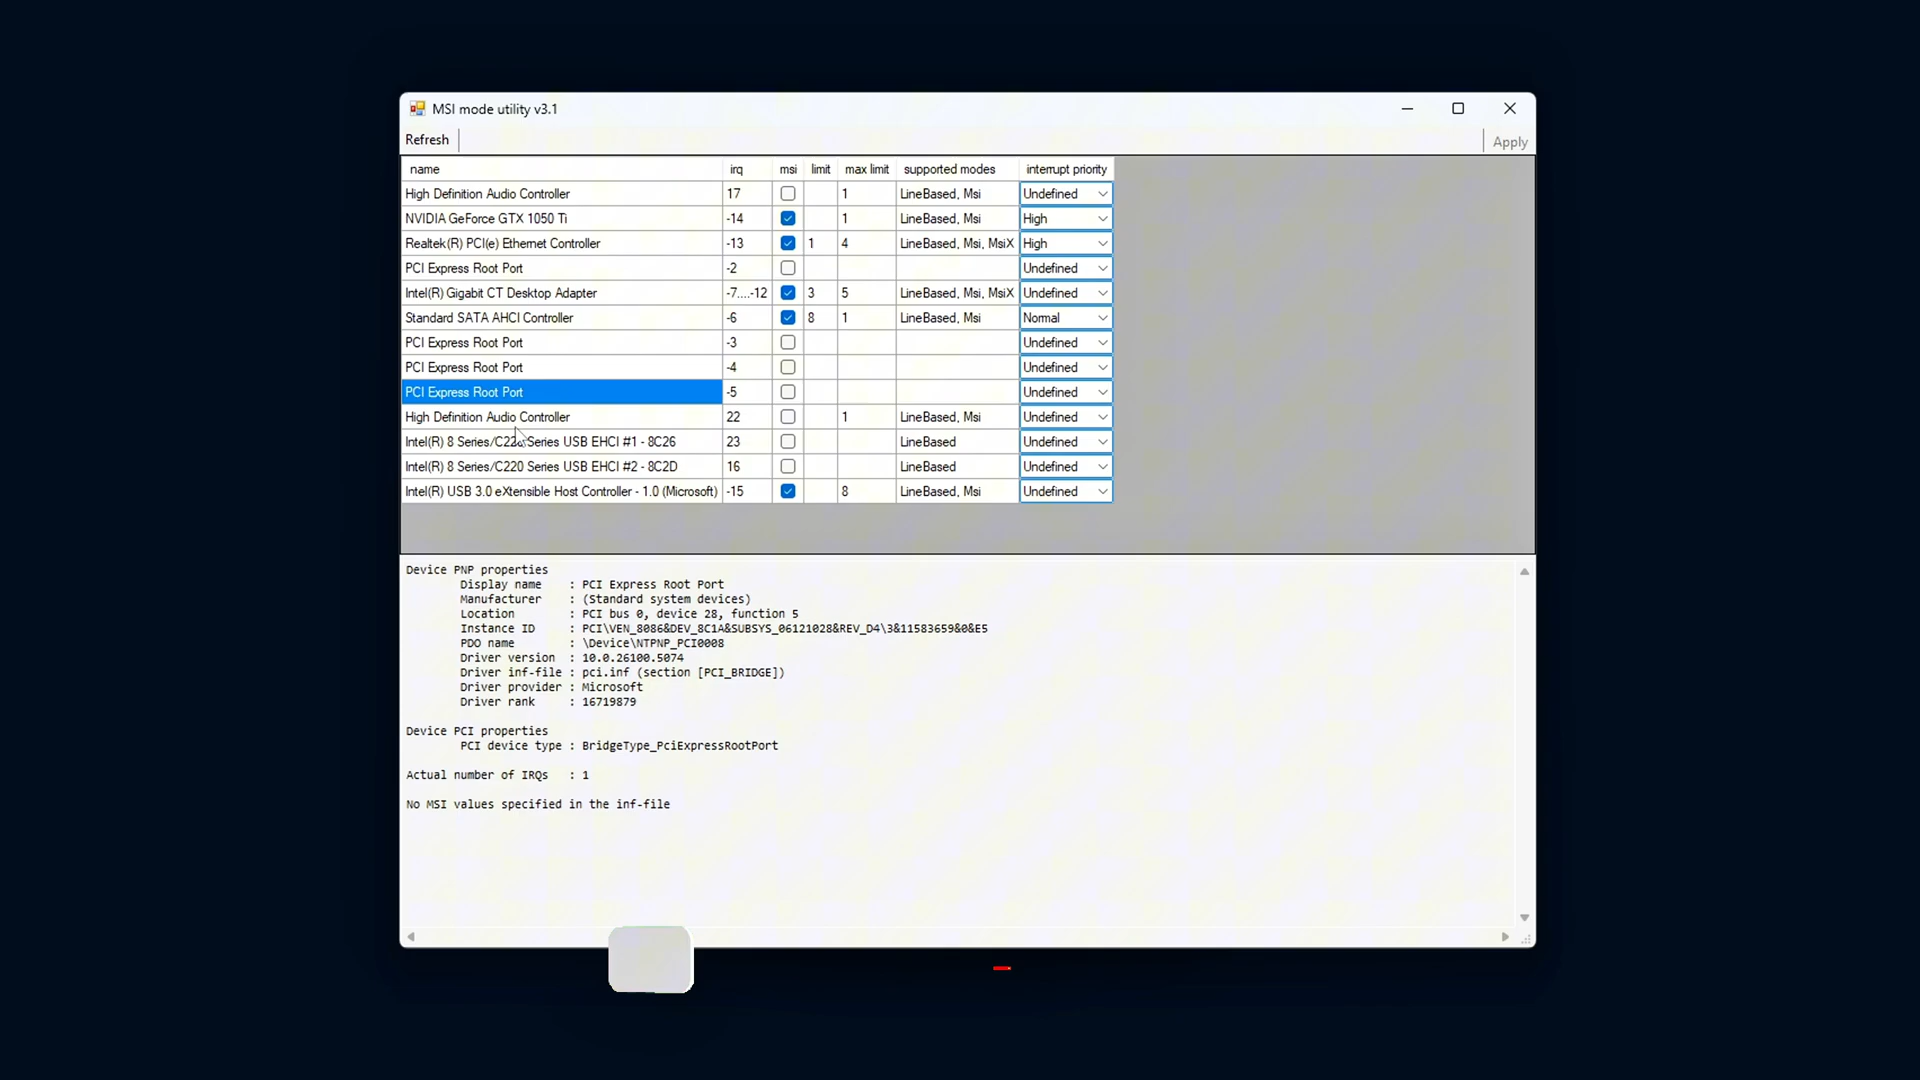 MSI mode utility v3.1
Refresh Apply
name irq msi limit max limit supported modes interrupt priority
High Definition Audio Controller 17 1 LineBased, Msi Undefined
NVIDIA GeForce GTX 1050 Ti -14 1 LineBased, Msi High
Realtek(R) PCI(e) Ethernet Controller -13 1 4 LineBased, Msi, MsiX High
PCI Express Root Port -2 Undefined
Intel(R) Gigabit CT Desktop Adapter -7....-12 3 5 LineBased, Msi, MsiX Undefined
Standard SATA AHCI Controller -6 8 1 LineBased, Msi Normal
PCI Express Root Port -3 Undefined
PCI Express Root Port -4 Undefined
PCI Express Root Port -5 Undefined
High Definition Audio Controller 22 1 LineBased, Msi Undefined
Intel(R) 8 Series/C220 Series USB EHCI #1 - 8C26 23 LineBased Undefined
Intel(R) 8 Series/C220 Series USB EHCI #2 - 8C2D 16 LineBased Undefined
Intel(R) USB 3.0 eXtensible Host Controller - 1.0 (Microsoft) -15 8 LineBased, Msi Undefined
Device PNP properties
Display name : PCI Express Root Port
Manufacturer : (Standard system devices)
Location : PCI bus 0, device 28, function 5
Instance ID : PCI\VEN_8086&DEV_8C1A&SUBSYS_06121028&REV_D4\3&11583659&0&E5
PDO name : \Device\NTPNP_PCI0008
Driver version : 10.0.26100.5074
Driver inf-file : pci.inf (section [PCI_BRIDGE])
Driver provider : Microsoft
Driver rank : 16719879
Device PCI properties
PCI device type : BridgeType_PciExpressRootPort
Actual number of IRQs : 1
No MSI values specified in the inf-file